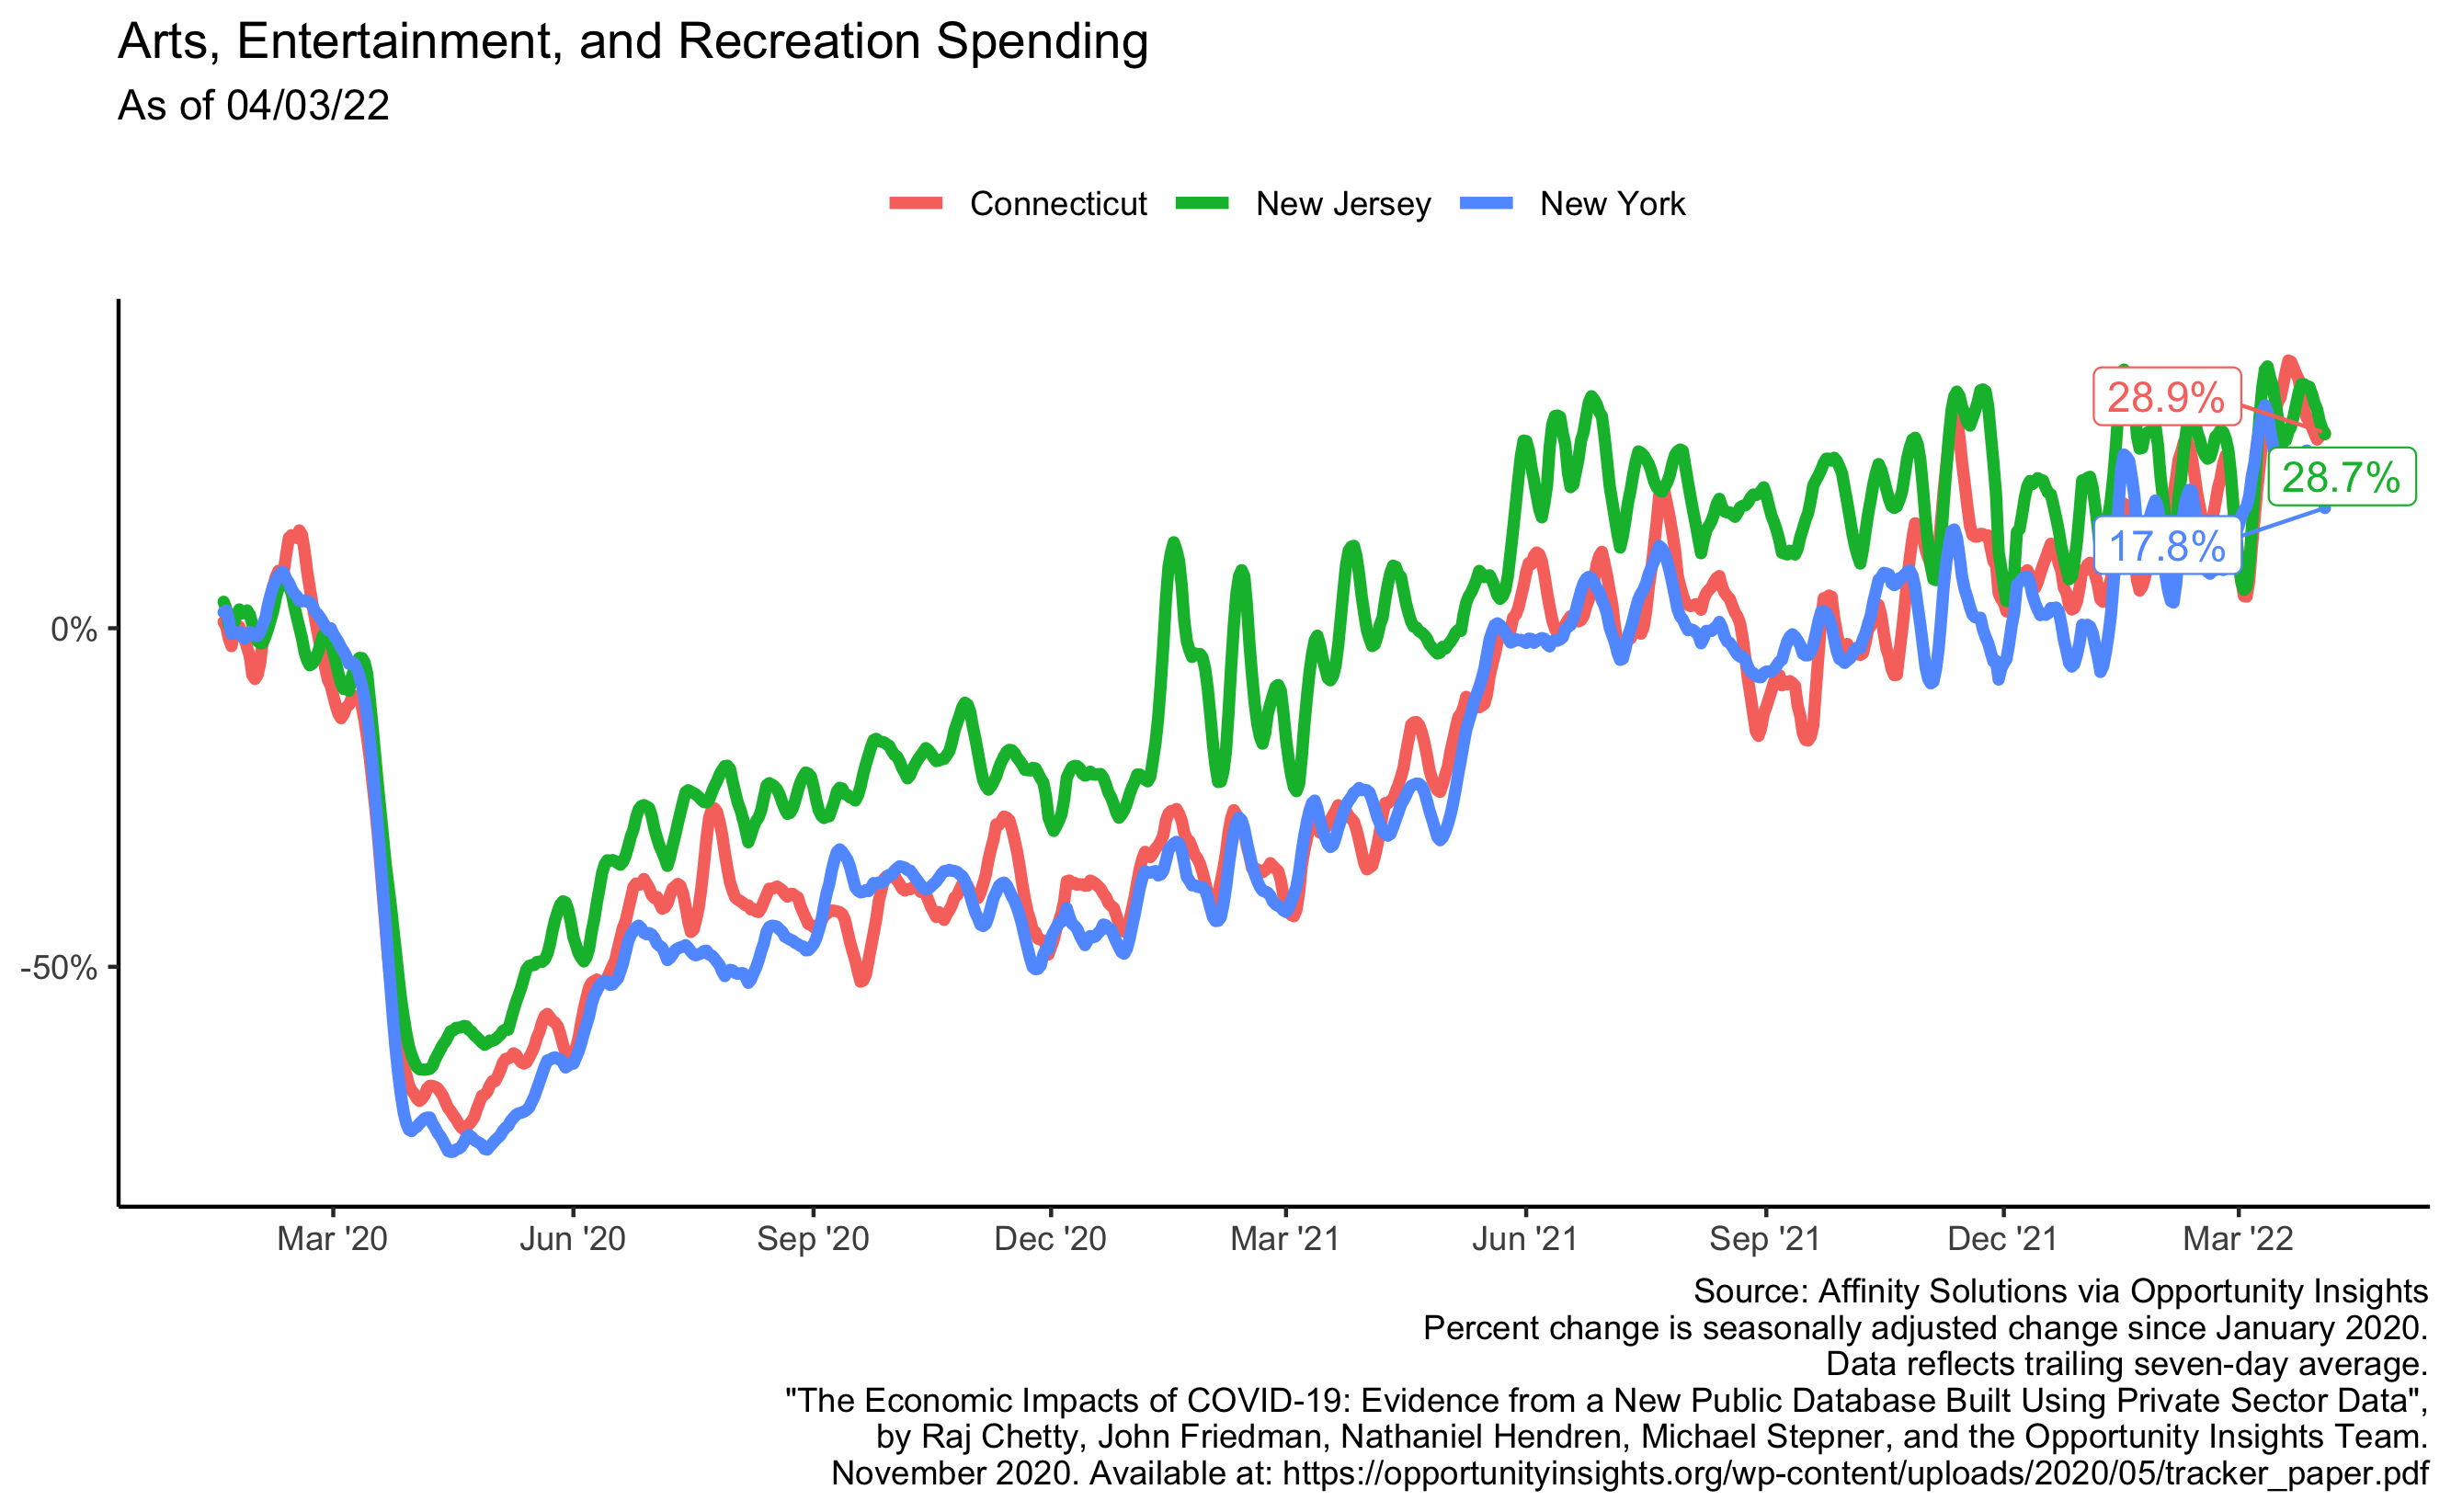 Arts, Entertainment, and Recreation Spending
As of 04/03/22
Connecticut New Jersey New York
28.9%
28.7%
17.8%
0%
-50%
Mar '20 Jun '20 Sep '20 Dec '20 Mar '21 Jun '21 Sep '21 Dec '21 Mar '22
Source: Affinity Solutions via Opportunity Insights
Percent change is seasonally adjusted change since January 2020.
Data reflects trailing seven-day average.
"The Economic Impacts of COVID-19: Evidence from a New Public Database Built Using Private Sector Data",
by Raj Chetty, John Friedman, Nathaniel Hendren, Michael Stepner, and the Opportunity Insights Team.
November 2020. Available at: https://opportunityinsights.org/wp-content/uploads/2020/05/tracker_paper.pdf